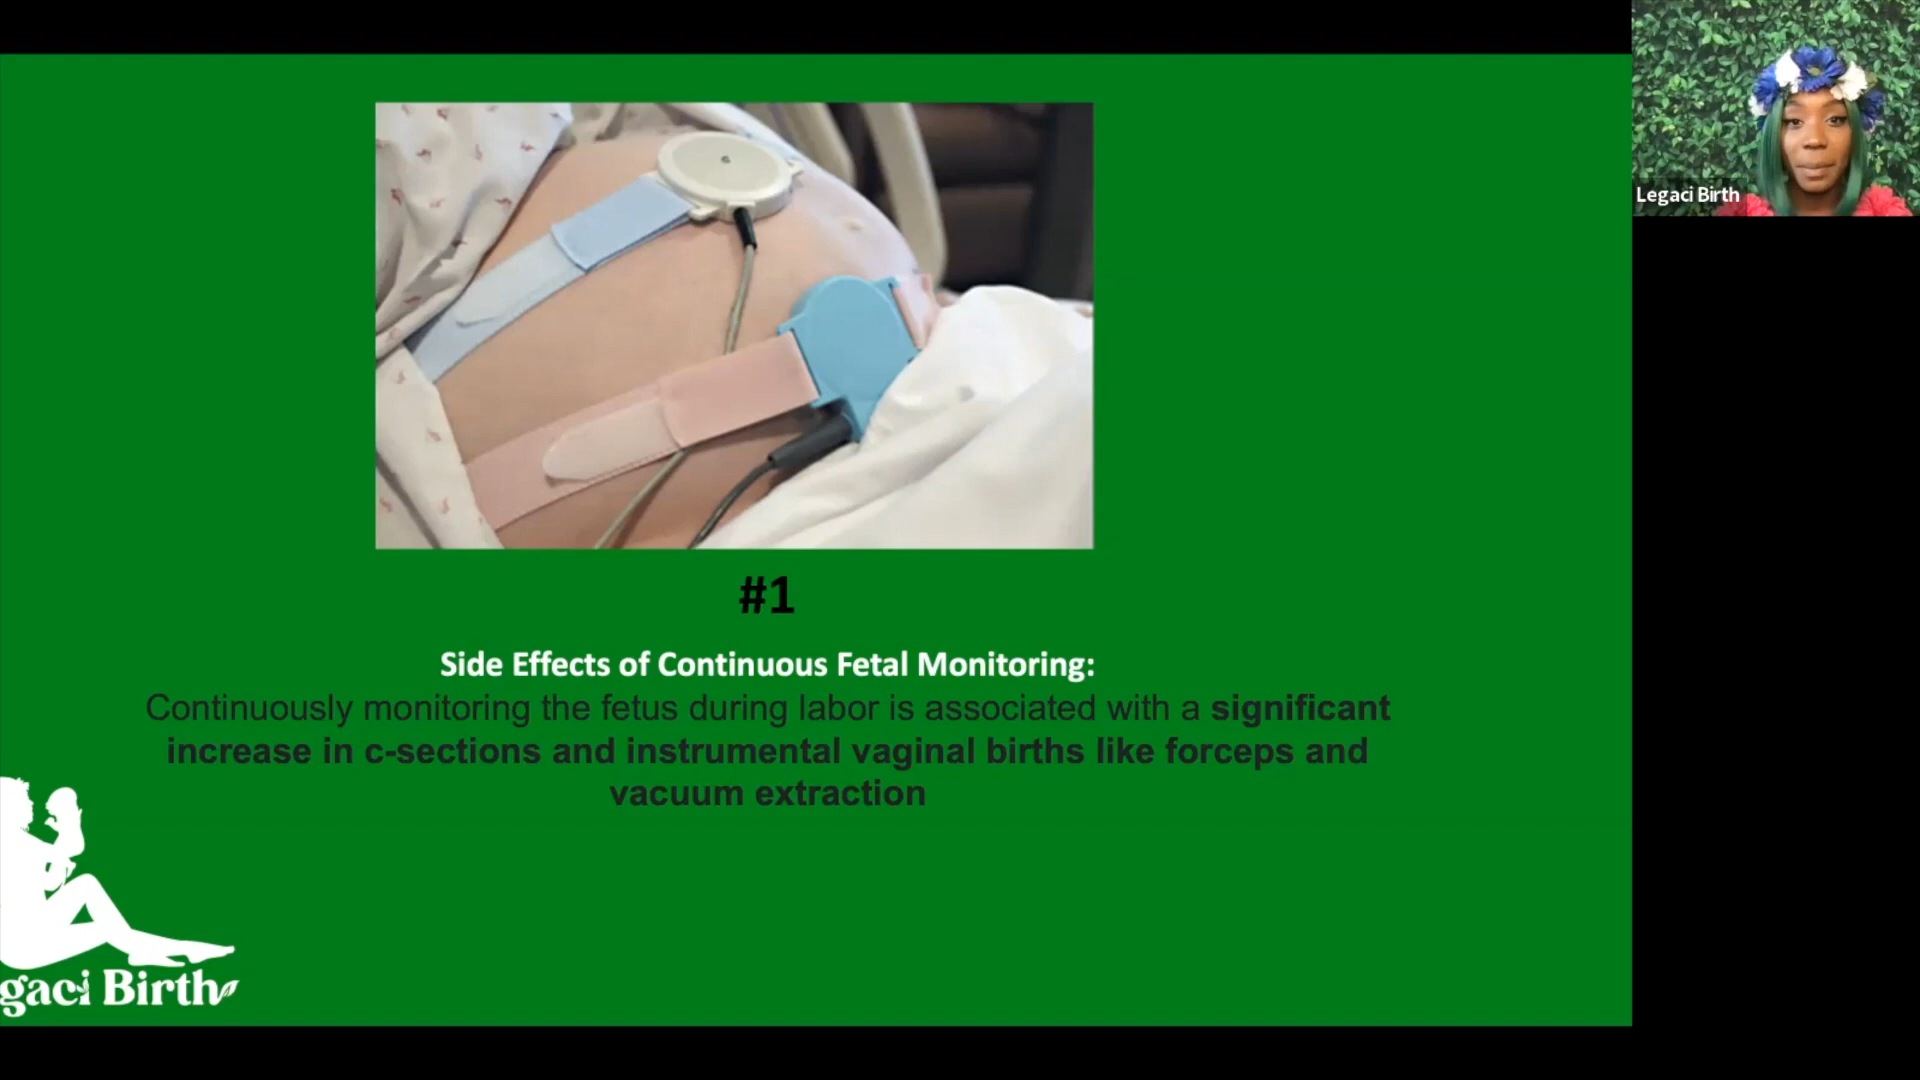 #1
Side Effects of Continuous Fetal Monitoring:
Continuously monitoring the fetus during labor is associated with a significant
increase in c-sections and instrumental vaginal births like forceps and
vacuum extraction
gaci Birth
Legaci Birth